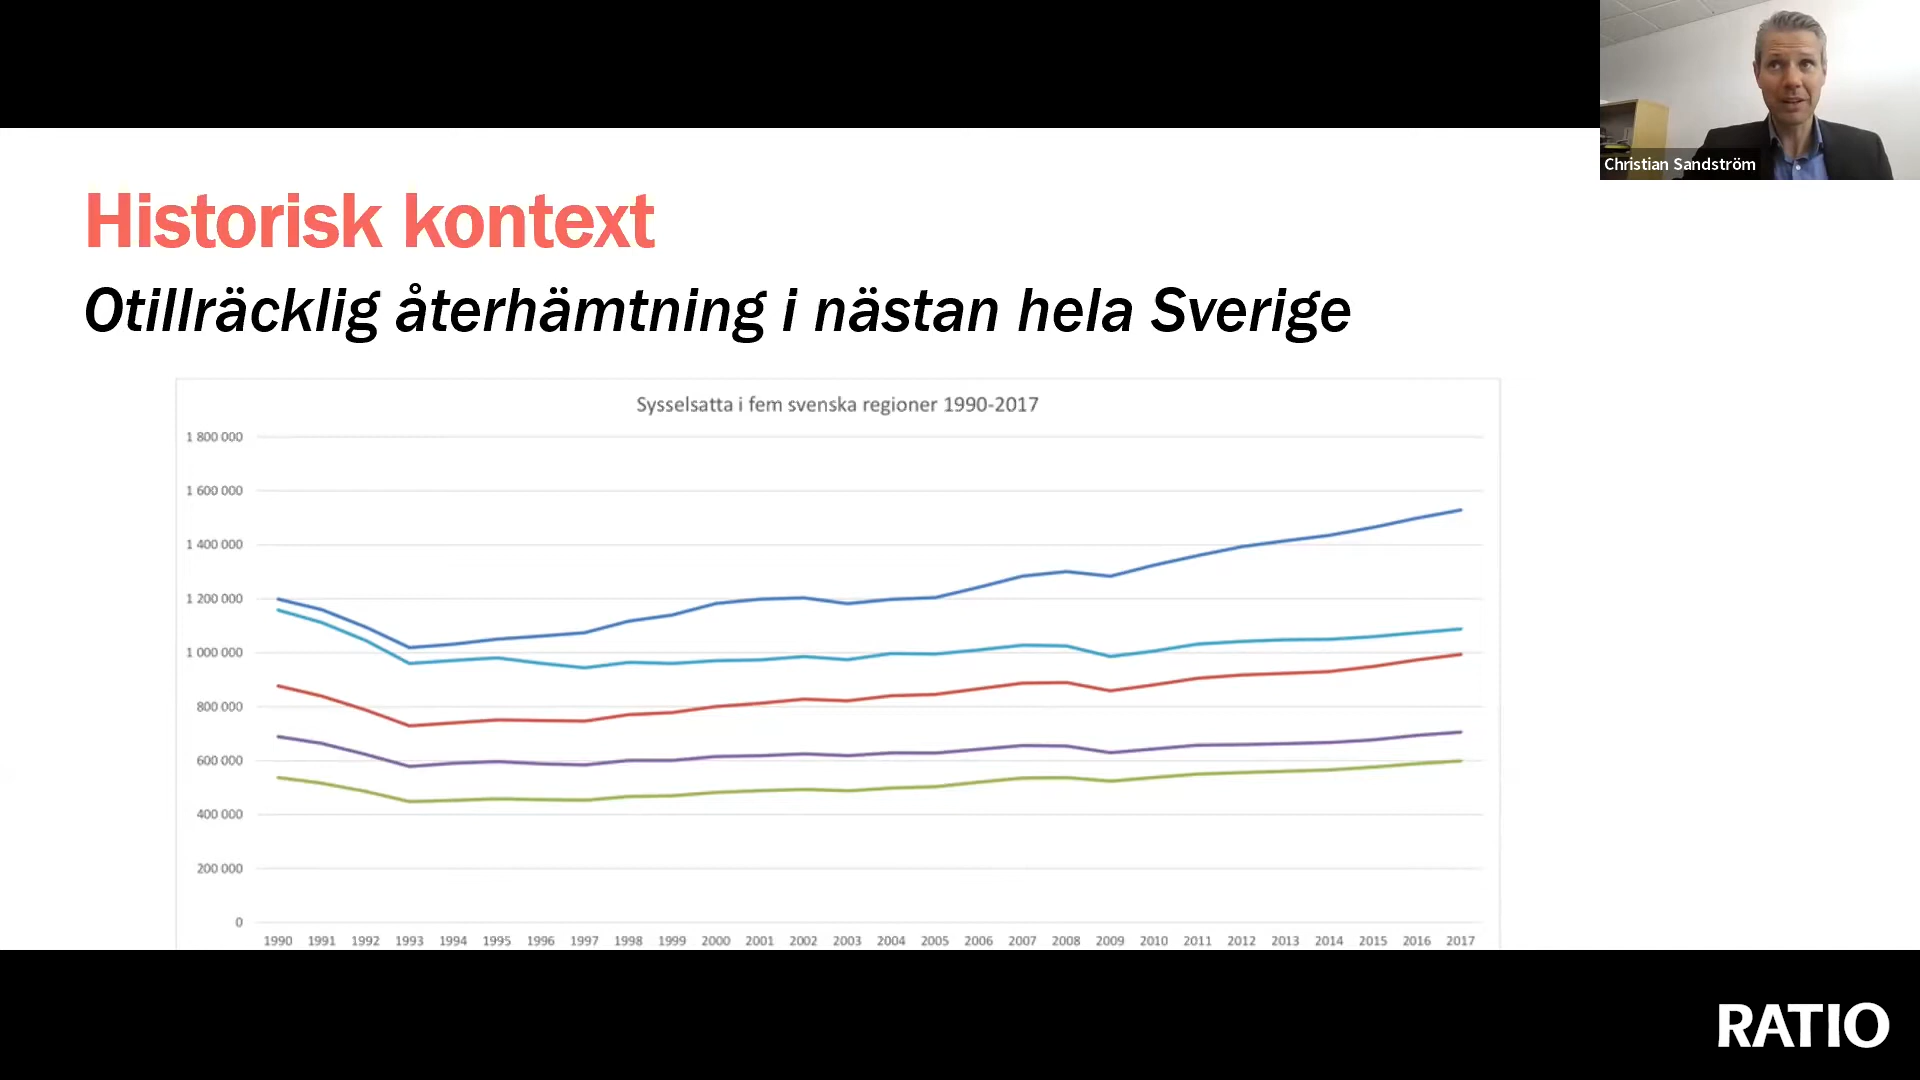 Christian Sandström
Historisk kontext
Otillräcklig återhämtning i nästan hela Sverige
Sysselsatta i fem svenska regioner 1990-2017
1 800 000
1 600 000
1 400 000
1 200 000
1 000 000
800 000
600 000
400 000
200 000
0
1990 1991 1992 1993 1994 1995 1996 1997 1998 1999 2000 2001 2002 2003 2004 2005 2006 2007 2008 2009 2010 2011 2012 2013 2014 2015 2016 2017
RATIO